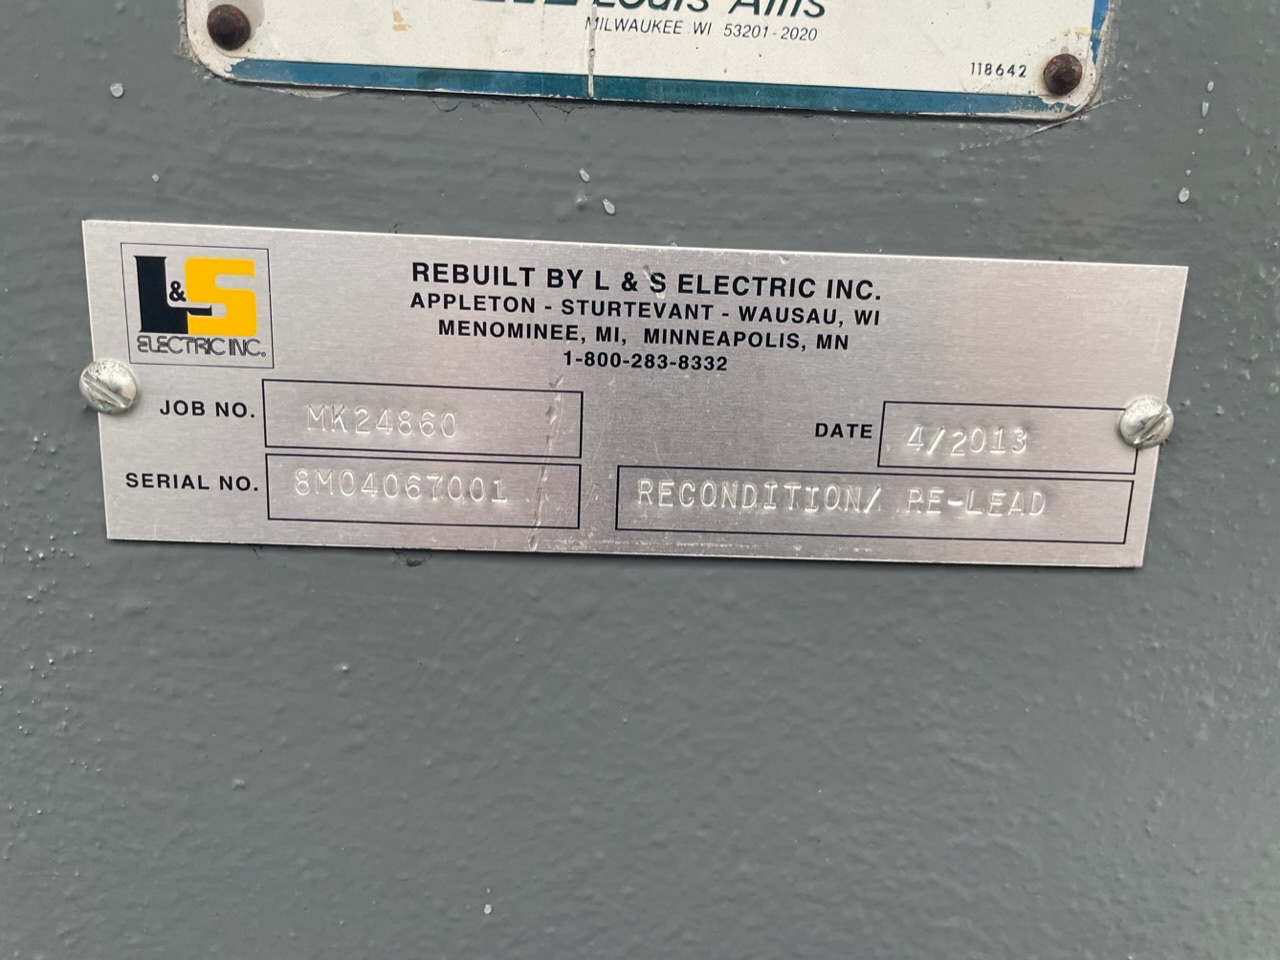 Louis Allis
MILWAUKEE WI 53201-2020
118642
L&S
ELECTRIC INC.
REBUILT BY L & S ELECTRIC INC.
APPLETON - STURTEVANT - WAUSAU, WI
MENOMINEE, MI, MINNEAPOLIS, MN
1-800-283-8332
JOB NO. MK24860
DATE 4/2013
SERIAL NO. 8M04067001
RECONDITION/ RE-LEAD